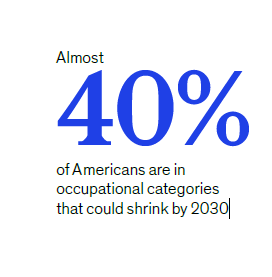 Almost
40%
of Americans are in
occupational categories
that could shrink by 2030